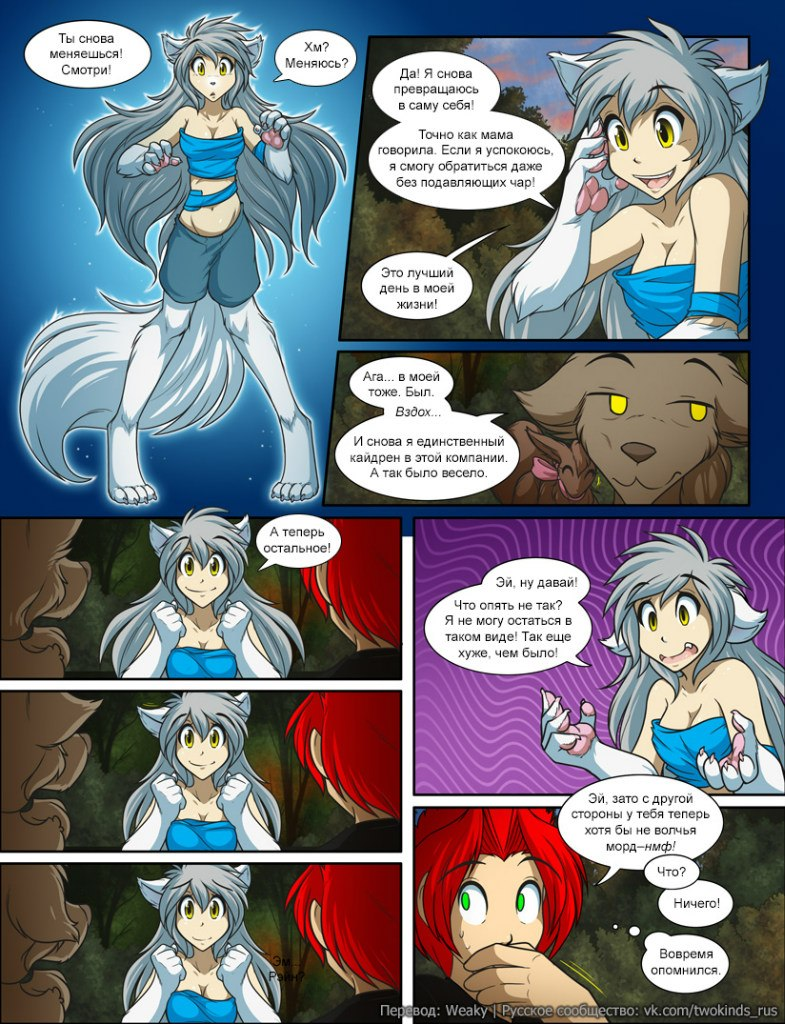 Ты снова
меняешься!
Смотри!
Хм?
Меняюсь?
Да! Я снова
превращаюсь
в саму себя!
Точно как мама
говорила. Если я успокоюсь,
я смогу обратиться даже
без подавляющих чар!
Это лучший
день в моей
жизни!
Ага... в моей
тоже. Был.
Вздох...
И снова я единственный
кайдрен в этой компании.
А так было весело.
А теперь
остальное!
Эм...
Рэйн?
Эй, ну давай!
Что опять не так?
Я не могу остаться в
таком виде! Так еще
хуже, чем было!
Эй, зато с другой
стороны у тебя теперь
хотя бы не волчья
морд–нмф!
Что?
Ничего!
Вовремя
опомнился.
Перевод: Weaky | Русское сообщество: vk.com/twokinds_rus